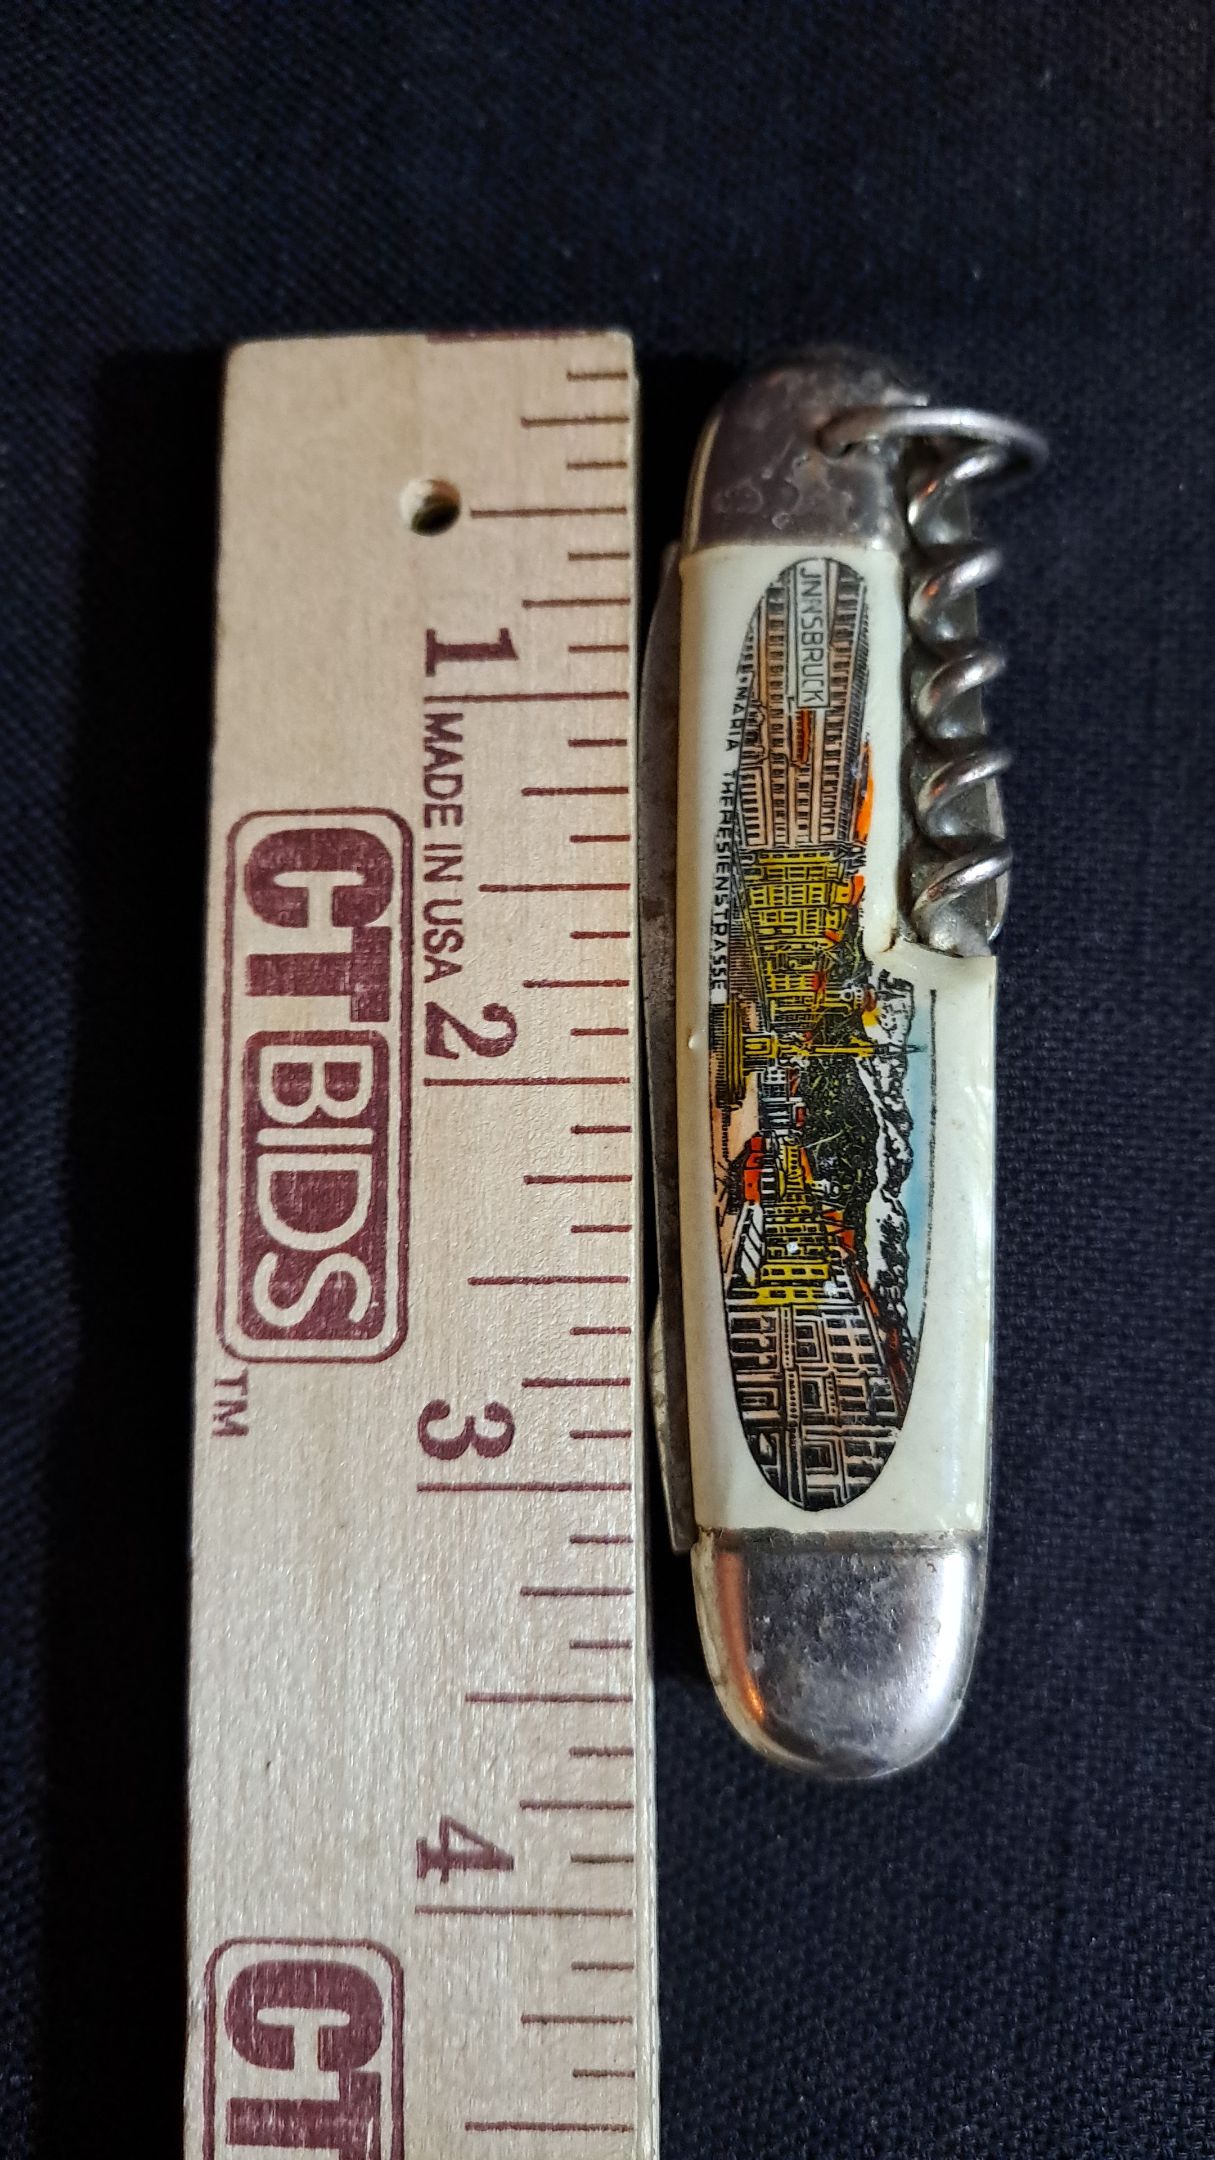 1
MADE IN USA
2
3
4
CTBIDS
TM
CT
JNNSBRUCK
MARIA THERESIENSTRASSE